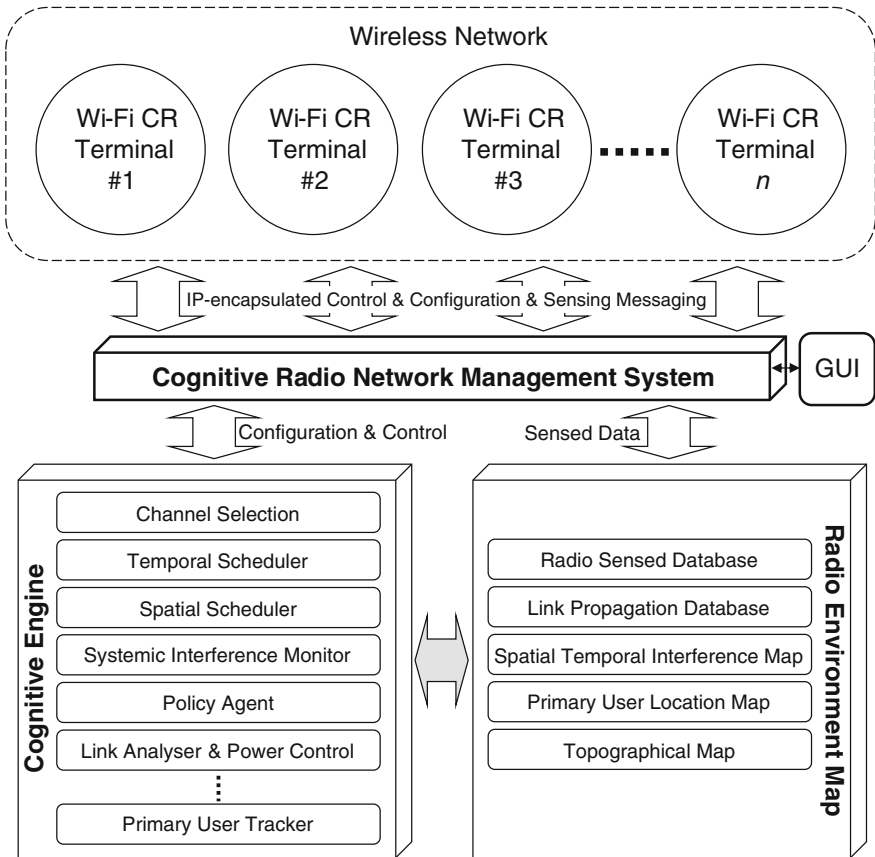 Wireless Network
Wi-Fi CR
Terminal
#1
Wi-Fi CR
Terminal
#2
Wi-Fi CR
Terminal
#3
Wi-Fi CR
Terminal
n
IP-encapsulated Control & Configuration & Sensing Messaging
Cognitive Radio Network Management System
GUI
Configuration & Control
Sensed Data
Cognitive Engine
Channel Selection
Temporal Scheduler
Spatial Scheduler
Systemic Interference Monitor
Policy Agent
Link Analyser & Power Control
Primary User Tracker
Radio Sensed Database
Link Propagation Database
Spatial Temporal Interference Map
Primary User Location Map
Topographical Map
Radio Environment Map